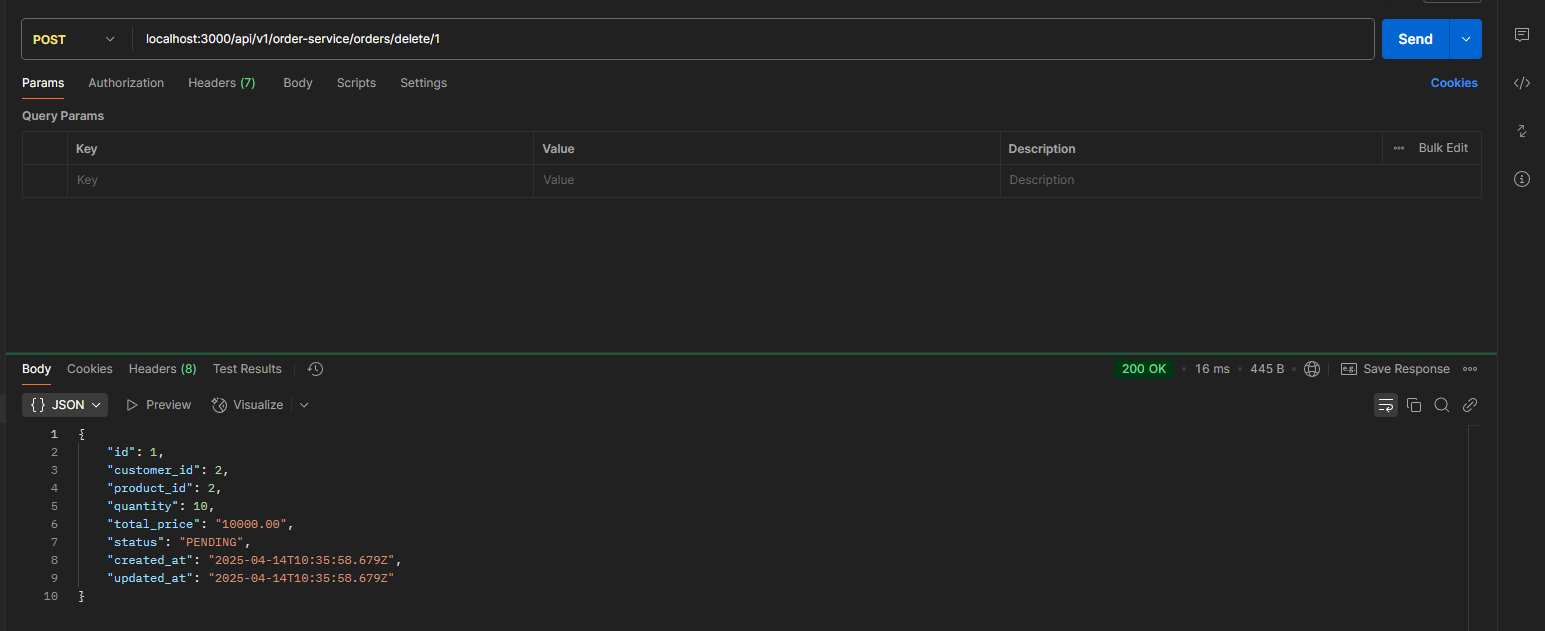 POST localhost:3000/api/v1/order-service/orders/delete/1 Send
Params Authorization Headers (7) Body Scripts Settings Cookies
Query Params
Key Value Description ••• Bulk Edit
Key Value Description
Body Cookies Headers (8) Test Results 200 OK • 16 ms • 445 B • e.g. Save Response •••
{} JSON Preview Visualize
1 {
2 "id": 1,
3 "customer_id": 2,
4 "product_id": 2,
5 "quantity": 10,
6 "total_price": "10000.00",
7 "status": "PENDING",
8 "created_at": "2025-04-14T10:35:58.679Z",
9 "updated_at": "2025-04-14T10:35:58.679Z"
10 }